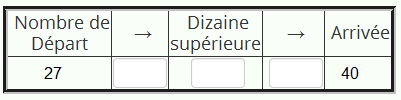 Nombre de Départ → Dizaine supérieure → Arrivée
27 40